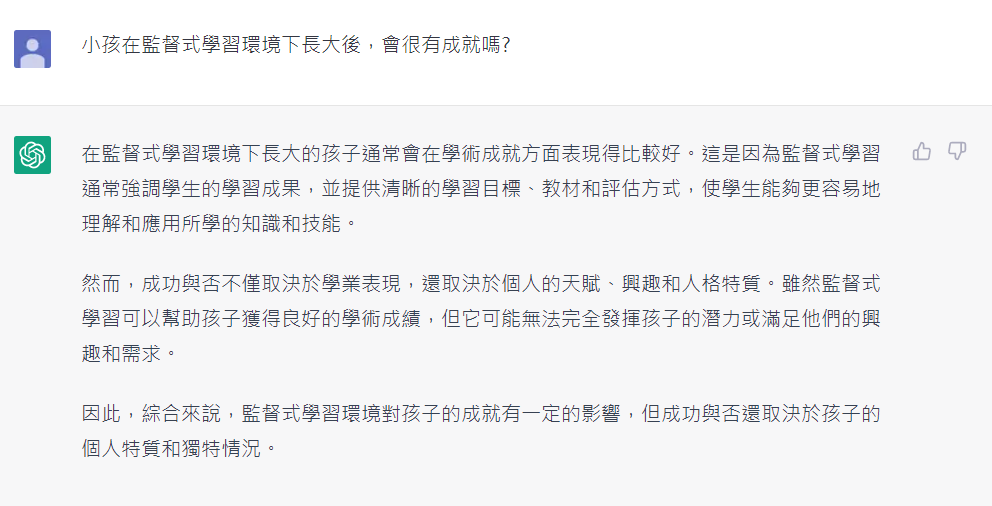 小孩在監督式學習環境下長大後，會很有成就嗎?
在監督式學習環境下長大的孩子通常會在學術成就方面表現得比較好。這是因為監督式學習
通常強調學生的學習成果，並提供清晰的學習目標、教材和評估方式，使學生能夠更容易地
理解和應用所學的知識和技能。
然而，成功與否不僅取決於學業表現，還取決於個人的天賦、興趣和人格特質。雖然監督式
學習可以幫助孩子獲得良好的學術成績，但它可能無法完全發揮孩子的潛力或滿足他們的興
趣和需求。
因此，綜合來說，監督式學習環境對孩子的成就有一定的影響，但成功與否還取決於孩子的
個人特質和獨特情況。